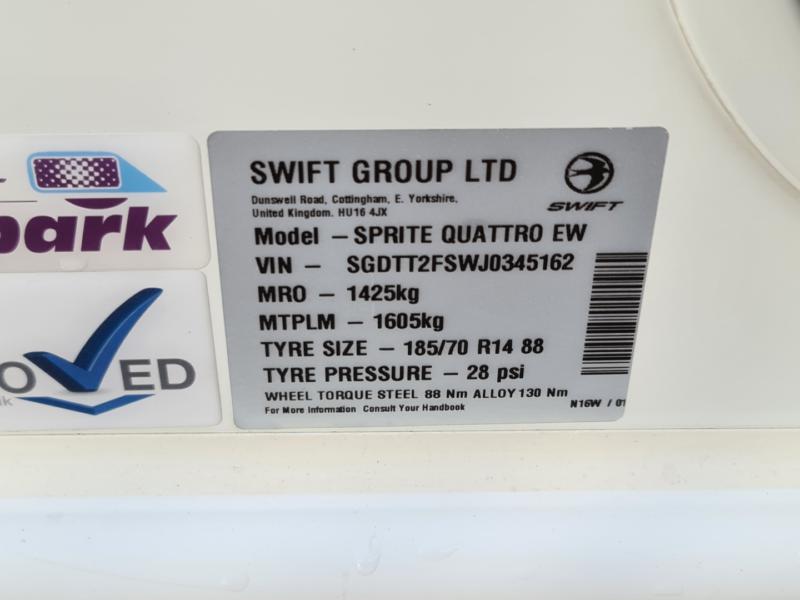 park
OVED
SWIFT GROUP LTD
Dunswell Road, Cottingham, E. Yorkshire,
United Kingdom. HU16 4JX
SWIFT
Model – SPRITE QUATTRO EW
VIN – SGDTT2FSWJ0345162
MRO – 1425kg
MTPLM – 1605kg
TYRE SIZE – 185/70 R14 88
TYRE PRESSURE – 28 psi
WHEEL TORQUE STEEL 88 Nm ALLOY 130 Nm
For More Information Consult Your Handbook
N16W / 01